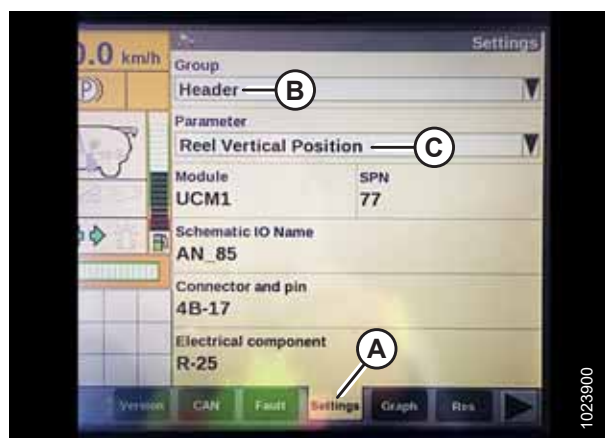 0.0 km/h
(P)
Settings
Group
Header
B
Parameter
Reel Vertical Position
C
Module
SPN
UCM1
77
Schematic IO Name
AN_85
Connector and pin
4B-17
Electrical component
R-25
A
Version
CAN
Fault
Settings
Graph
Res
1023900